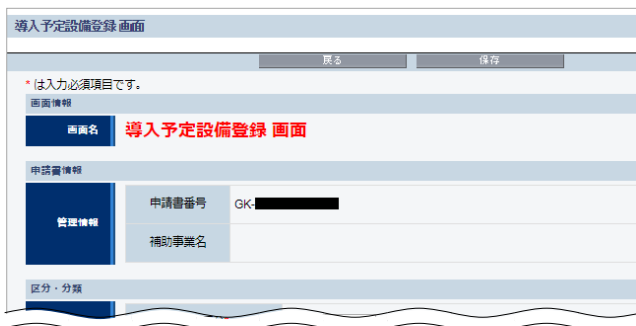 導入予定設備登録 画面
戻る 保存
* は入力必須項目です。
画面情報
画面名 導入予定設備登録 画面
申請書情報
管理情報
申請書番号 GK-
補助事業名
区分・分類